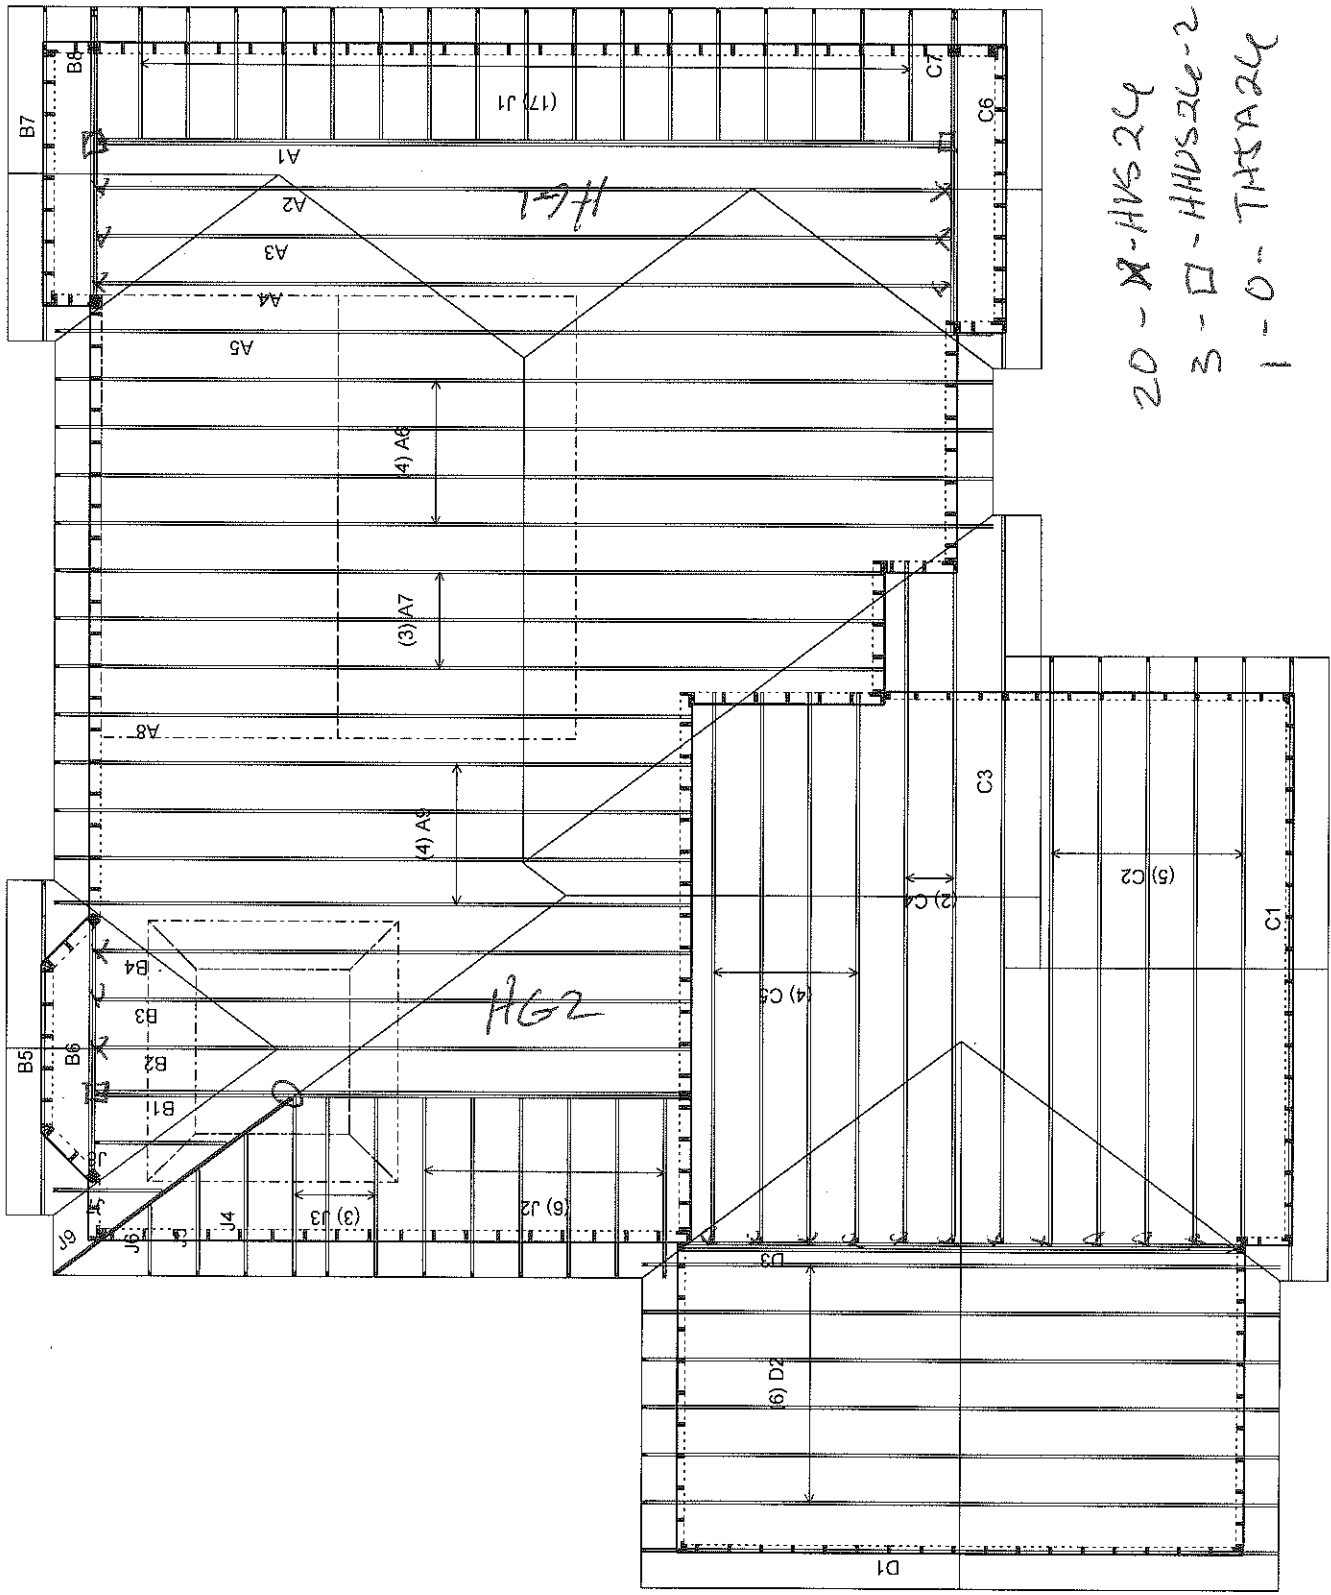 B7
B8
(17) J1
C7
C6
A1
A2
A3
A4
A5
HG1
(4) A6
(3) A7
A8
(4) A9
B5
B6
B4
B3
B2
B1
HG2
J8
J7
J9
J6
J5
J4
(3) J3
(6) J2
C3
(2) C4
(5) C2
C1
(4) C5
D3
(6) D2
D1
20 - X - HUS26
3 - □ - HHUS26-2
1 - O - THJA26